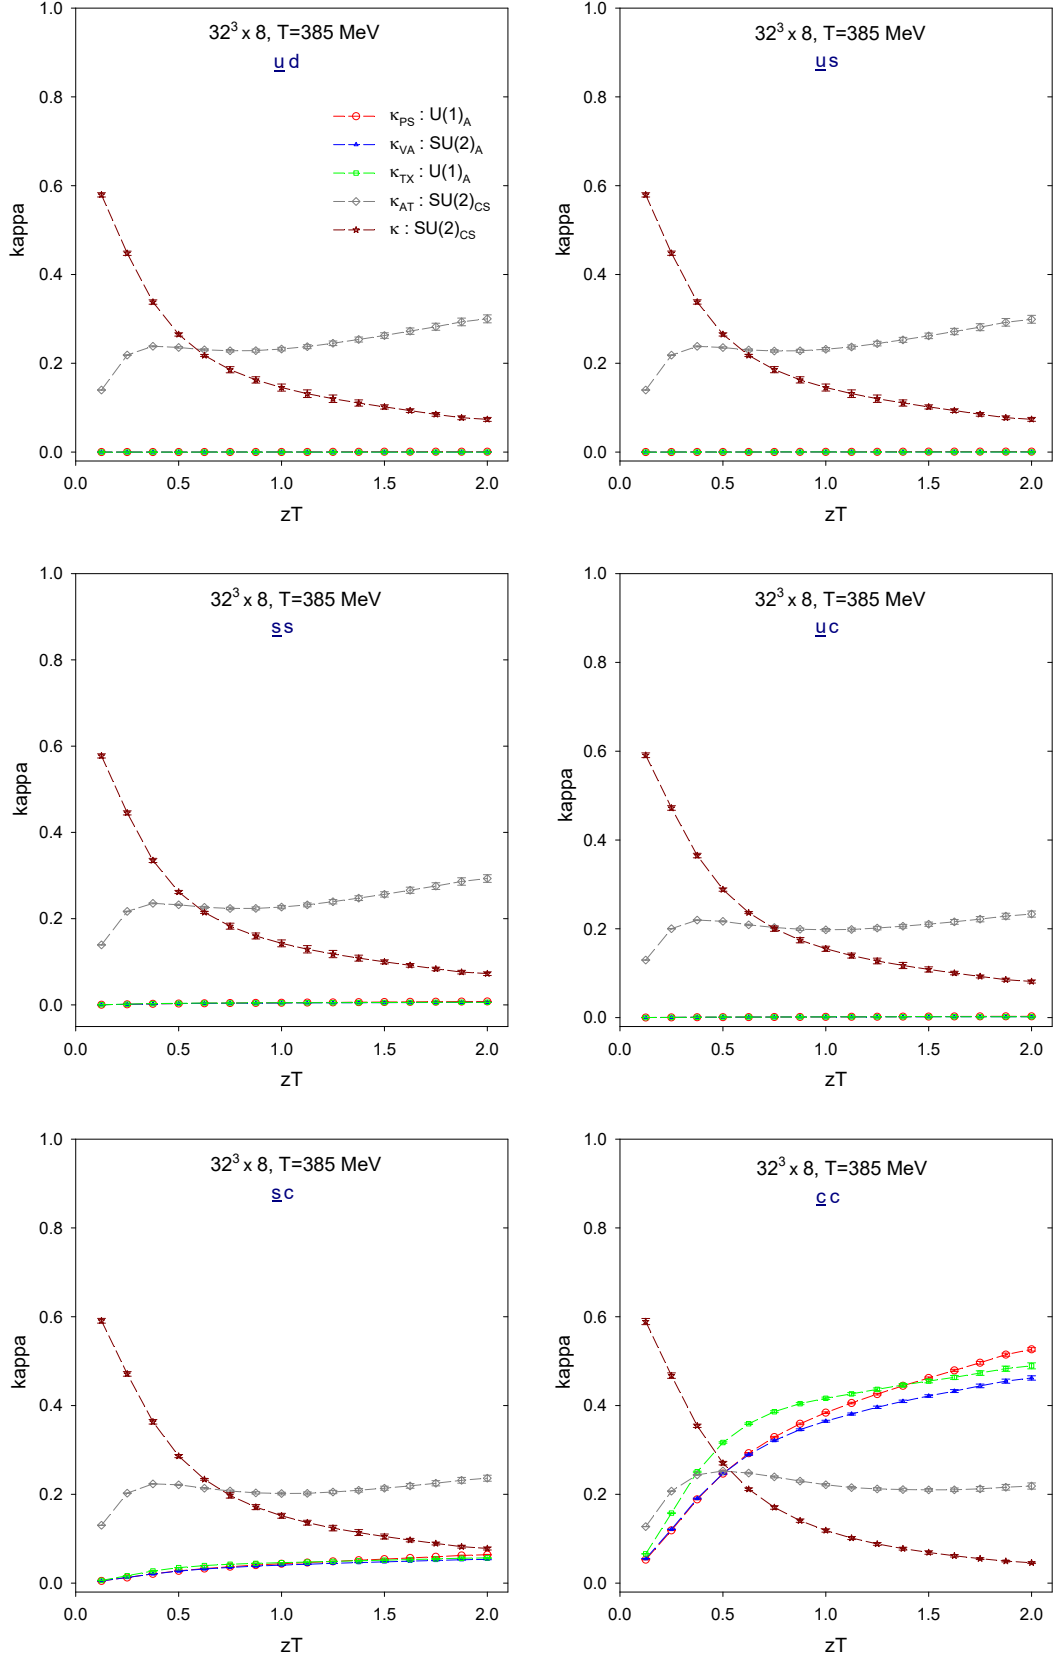 32³ x 8, T=385 MeV
u d
κPS : U(1)A
κVA : SU(2)A
κTX : U(1)A
κAT : SU(2)CS
κ : SU(2)CS
kappa
1.0
0.8
0.6
0.4
0.2
0.0
0.0 0.5 1.0 1.5 2.0
zT
32³ x 8, T=385 MeV
u s
kappa
1.0
0.8
0.6
0.4
0.2
0.0
0.0 0.5 1.0 1.5 2.0
zT
32³ x 8, T=385 MeV
s s
kappa
1.0
0.8
0.6
0.4
0.2
0.0
0.0 0.5 1.0 1.5 2.0
zT
32³ x 8, T=385 MeV
u c
kappa
1.0
0.8
0.6
0.4
0.2
0.0
0.0 0.5 1.0 1.5 2.0
zT
32³ x 8, T=385 MeV
s c
kappa
1.0
0.8
0.6
0.4
0.2
0.0
0.0 0.5 1.0 1.5 2.0
zT
32³ x 8, T=385 MeV
c c
kappa
1.0
0.8
0.6
0.4
0.2
0.0
0.0 0.5 1.0 1.5 2.0
zT